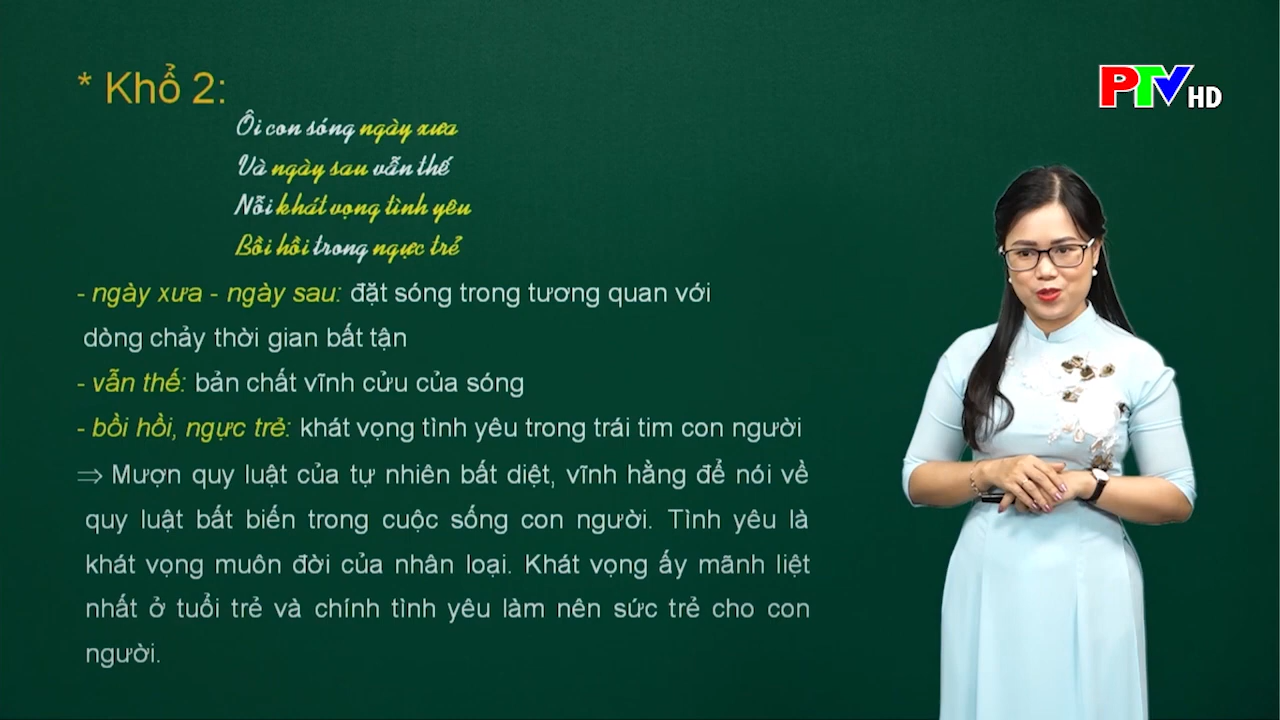 * Khổ 2:
Ôi con sóng ngày xưa
Và ngày sau vẫn thế
Nỗi khát vọng tình yêu
Bồi hồi trong ngực trẻ
- ngày xưa - ngày sau: đặt sóng trong tương quan với
dòng chảy thời gian bất tận
- vẫn thế: bản chất vĩnh cửu của sóng
- bồi hồi, ngực trẻ: khát vọng tình yêu trong trái tim con người
⇒ Mượn quy luật của tự nhiên bất diệt, vĩnh hằng để nói về
quy luật bất biến trong cuộc sống con người. Tình yêu là
khát vọng muôn đời của nhân loại. Khát vọng ấy mãnh liệt
nhất ở tuổi trẻ và chính tình yêu làm nên sức trẻ cho con
người.
PTV HD